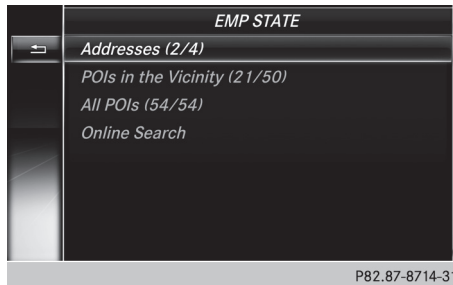 EMP STATE
Addresses (2/4)
POIs in the Vicinity (21/50)
All POIs (54/54)
Online Search
P82.87-8714-31